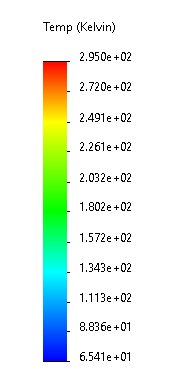 Temp (Kelvin)
2.950e+02
2.720e+02
2.491e+02
2.261e+02
2.032e+02
1.802e+02
1.572e+02
1.343e+02
1.113e+02
8.836e+01
6.541e+01